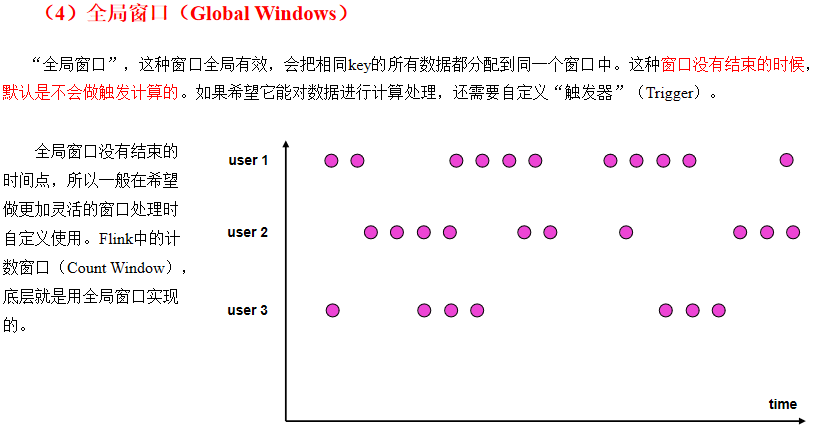 （4）全局窗口（Global Windows）
“全局窗口”，这种窗口全局有效，会把相同key的所有数据都分配到同一个窗口中。这种窗口没有结束的时候，
默认是不会做触发计算的。如果希望它能对数据进行计算处理，还需要自定义“触发器”（Trigger）。
全局窗口没有结束的
时间点，所以一般在希望
做更加灵活的窗口处理时
自定义使用。Flink中的计
数窗口（Count Window），
底层就是用全局窗口实现
的。
user 1
user 2
user 3
time